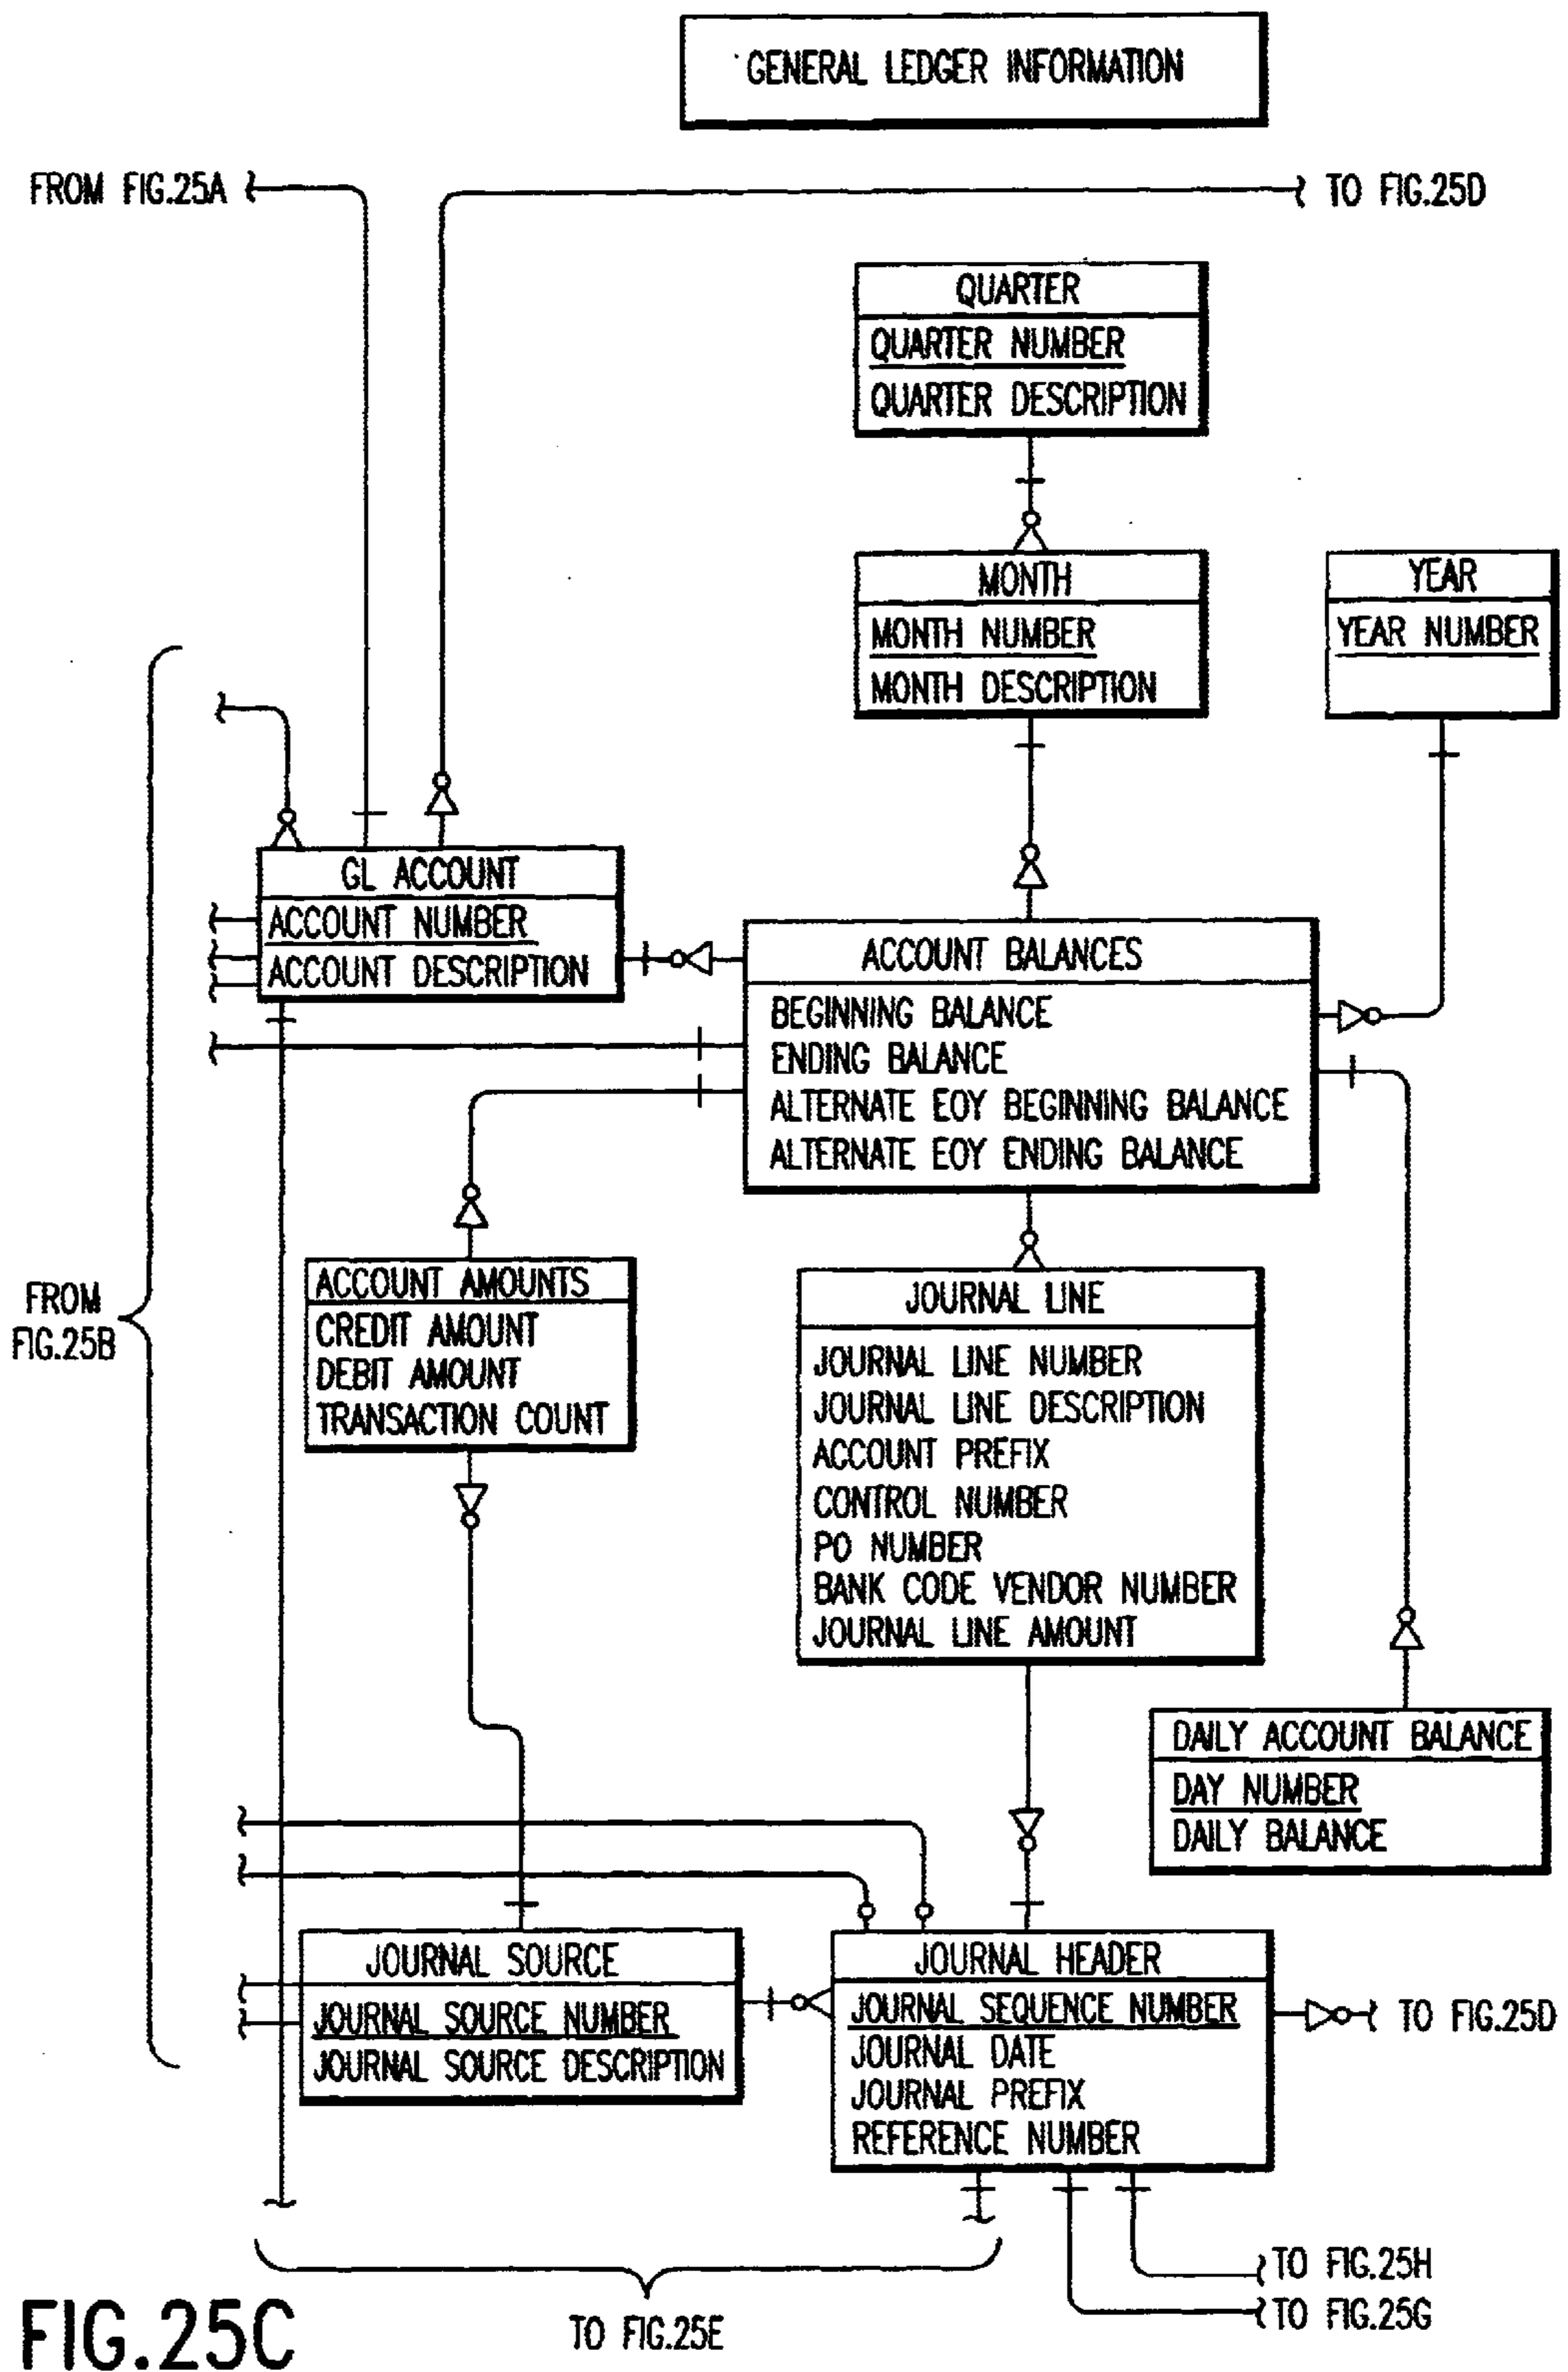 GENERAL LEDGER INFORMATION
FROM FIG.25A
TO FIG.25D
QUARTER
QUARTER NUMBER
QUARTER DESCRIPTION
MONTH
MONTH NUMBER
MONTH DESCRIPTION
YEAR
YEAR NUMBER
GL ACCOUNT
ACCOUNT NUMBER
ACCOUNT DESCRIPTION
ACCOUNT BALANCES
BEGINNING BALANCE
ENDING BALANCE
ALTERNATE EOY BEGINNING BALANCE
ALTERNATE EOY ENDING BALANCE
FROM
FIG.25B
ACCOUNT AMOUNTS
CREDIT AMOUNT
DEBIT AMOUNT
TRANSACTION COUNT
JOURNAL LINE
JOURNAL LINE NUMBER
JOURNAL LINE DESCRIPTION
ACCOUNT PREFIX
CONTROL NUMBER
PO NUMBER
BANK CODE VENDOR NUMBER
JOURNAL LINE AMOUNT
DAILY ACCOUNT BALANCE
DAY NUMBER
DAILY BALANCE
JOURNAL SOURCE
JOURNAL SOURCE NUMBER
JOURNAL SOURCE DESCRIPTION
JOURNAL HEADER
JOURNAL SEQUENCE NUMBER
JOURNAL DATE
JOURNAL PREFIX
REFERENCE NUMBER
TO FIG.25D
TO FIG.25H
TO FIG.25G
TO FIG.25E
FIG.25C